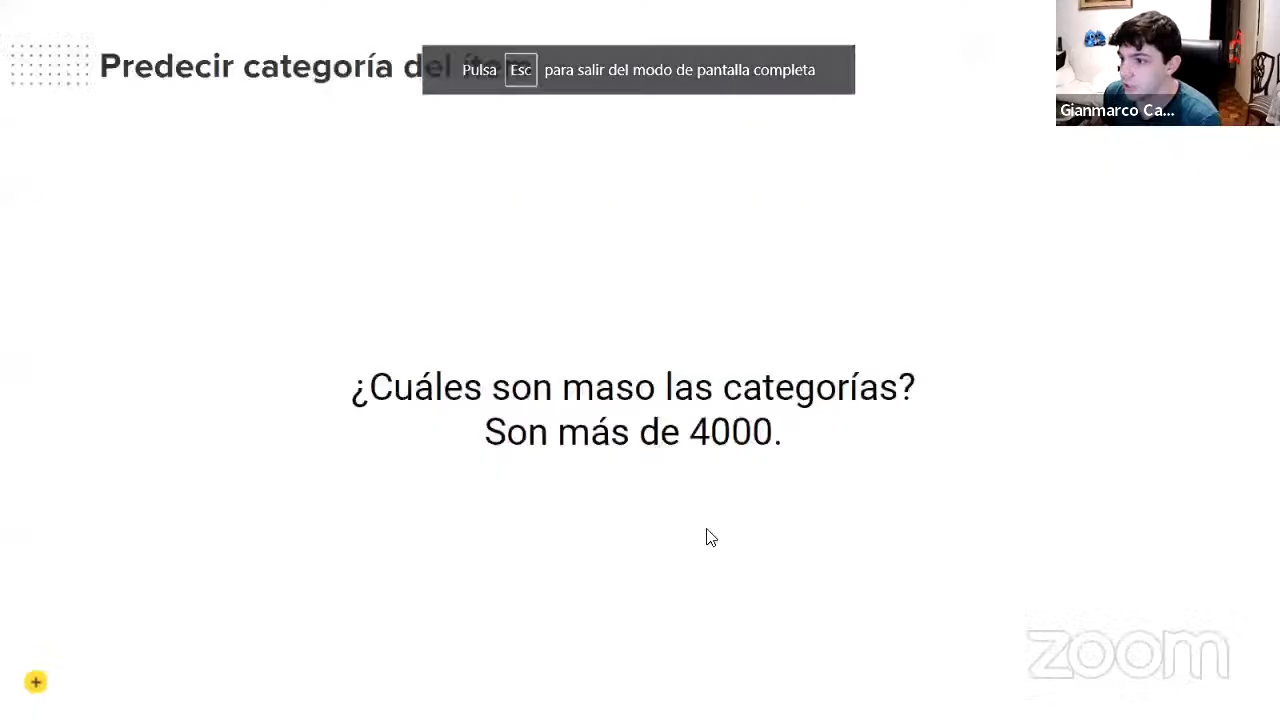 Predecir categoría del
Pulsa Esc para salir del modo de pantalla completa
Gianmarco Ca...
¿Cuáles son maso las categorías?
Son más de 4000.
zoom